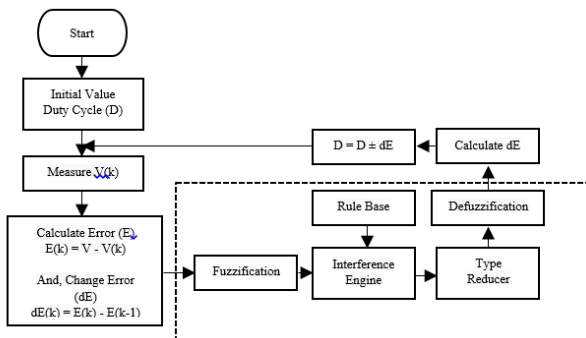 Start
Initial Value
Duty Cycle (D)
D = D ± dE
Calculate dE
Measure V(k)
Rule Base
Defuzzification
Calculate Error (E)
E(k) = V - V(k)
And, Change Error
(dE)
dE(k) = E(k) - E(k-1)
Fuzzification
Interference
Engine
Type
Reducer